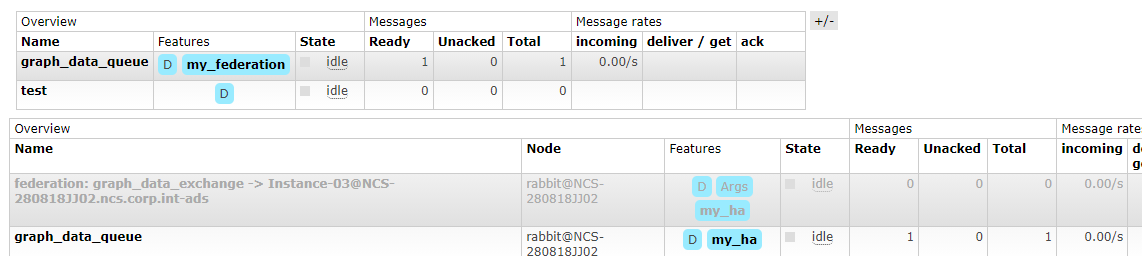 Overview Messages Message rates +/-
Name Features State Ready Unacked Total incoming deliver / get ack
graph_data_queue D my_federation idle 1 0 1 0.00/s
test D idle 0 0 0
Overview Messages Message rate
Name Node Features State Ready Unacked Total incoming de
ge
federation: graph_data_exchange -> Instance-03@NCS- rabbit@NCS- D Args idle 0 0 0 0.00/s
280818JJ02.ncs.corp.int-ads 280818JJ02 my_ha
graph_data_queue rabbit@NCS- D my_ha idle 1 0 1 0.00/s
280818JJ02